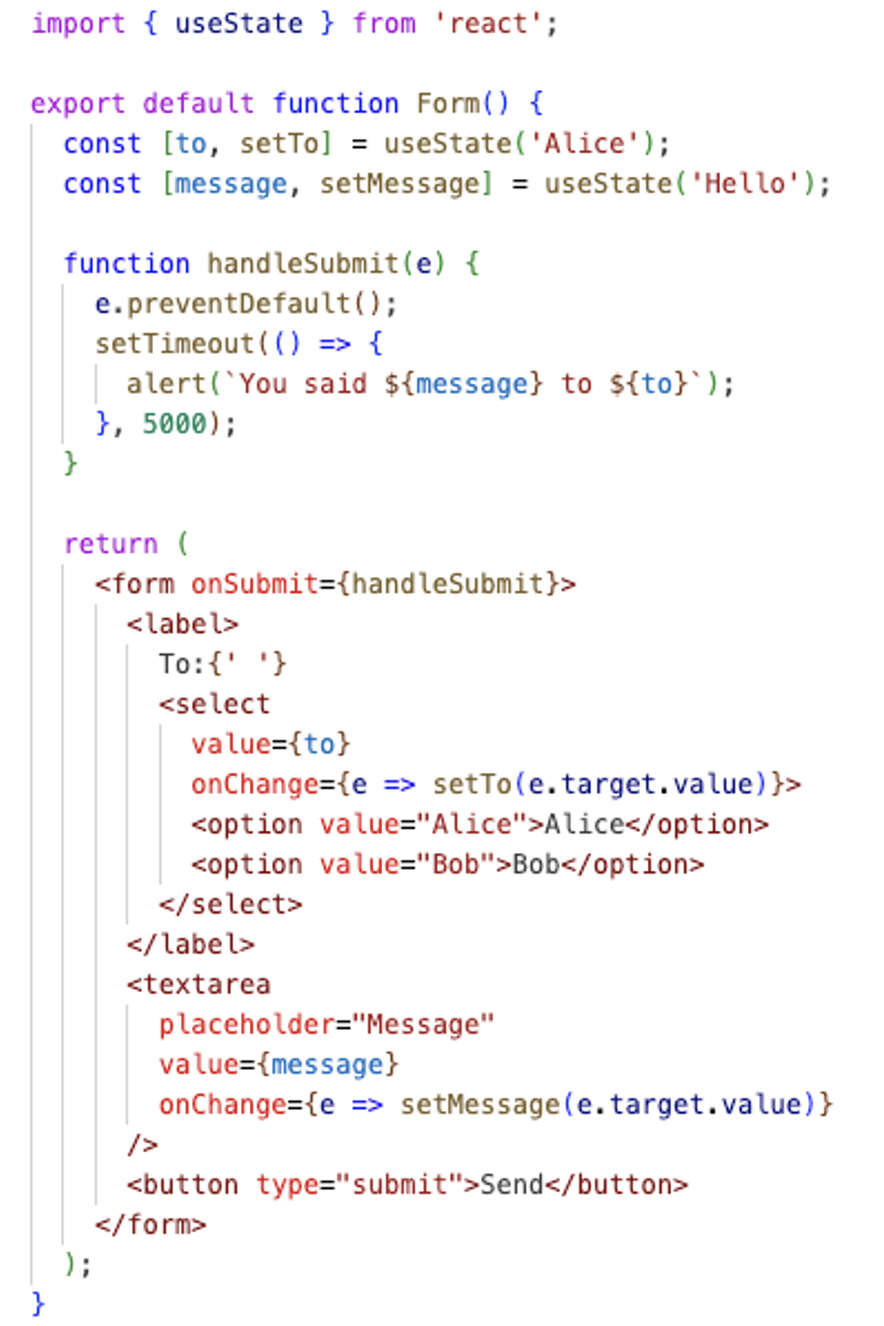 import { useState } from 'react';

export default function Form() {
  const [to, setTo] = useState('Alice');
  const [message, setMessage] = useState('Hello');

  function handleSubmit(e) {
    e.preventDefault();
    setTimeout(() => {
      alert(`You said ${message} to ${to}`);
    }, 5000);
  }

  return (
    <form onSubmit={handleSubmit}>
      <label>
        To:{' '}
        <select
          value={to}
          onChange={e => setTo(e.target.value)}>
          <option value="Alice">Alice</option>
          <option value="Bob">Bob</option>
        </select>
      </label>
      <textarea
        placeholder="Message"
        value={message}
        onChange={e => setMessage(e.target.value)}
      />
      <button type="submit">Send</button>
    </form>
  );
}